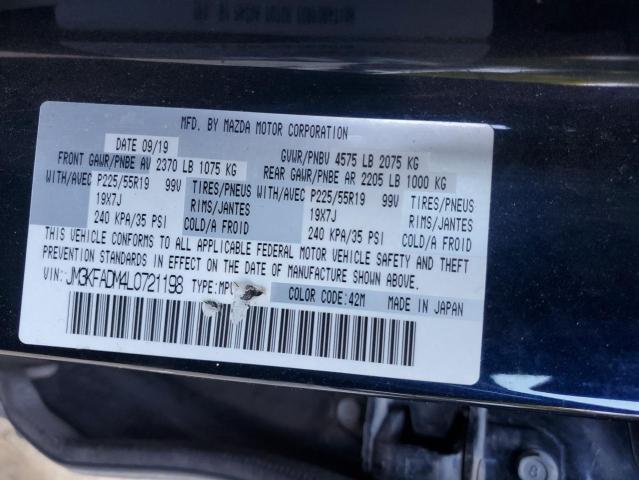 MFD. BY MAZDA MOTOR CORPORATION
DATE 09/19 GVWR/PNBV 4575 LB 2075 KG
FRONT GAWR/PNBE AV 2370 LB 1075 KG REAR GAWR/PNBE AR 2205 LB 1000 KG
WITH/AVEC P225/55R19 99V TIRES/PNEUS WITH/AVEC P225/55R19 99V TIRES/PNEUS
19X7J RIMS/JANTES 19X7J RIMS/JANTES
240 KPA/35 PSI COLD/A FROID 240 KPA/35 PSI COLD/A FROID
THIS VEHICLE CONFORMS TO ALL APPLICABLE FEDERAL MOTOR VEHICLE SAFETY AND THEFT
PREVENTION STANDARDS IN EFFECT ON THE DATE OF MANUFACTURE SHOWN ABOVE.
VIN: JM3KFADM4L0721198 TYPE: COLOR CODE: 42M MADE IN JAPAN